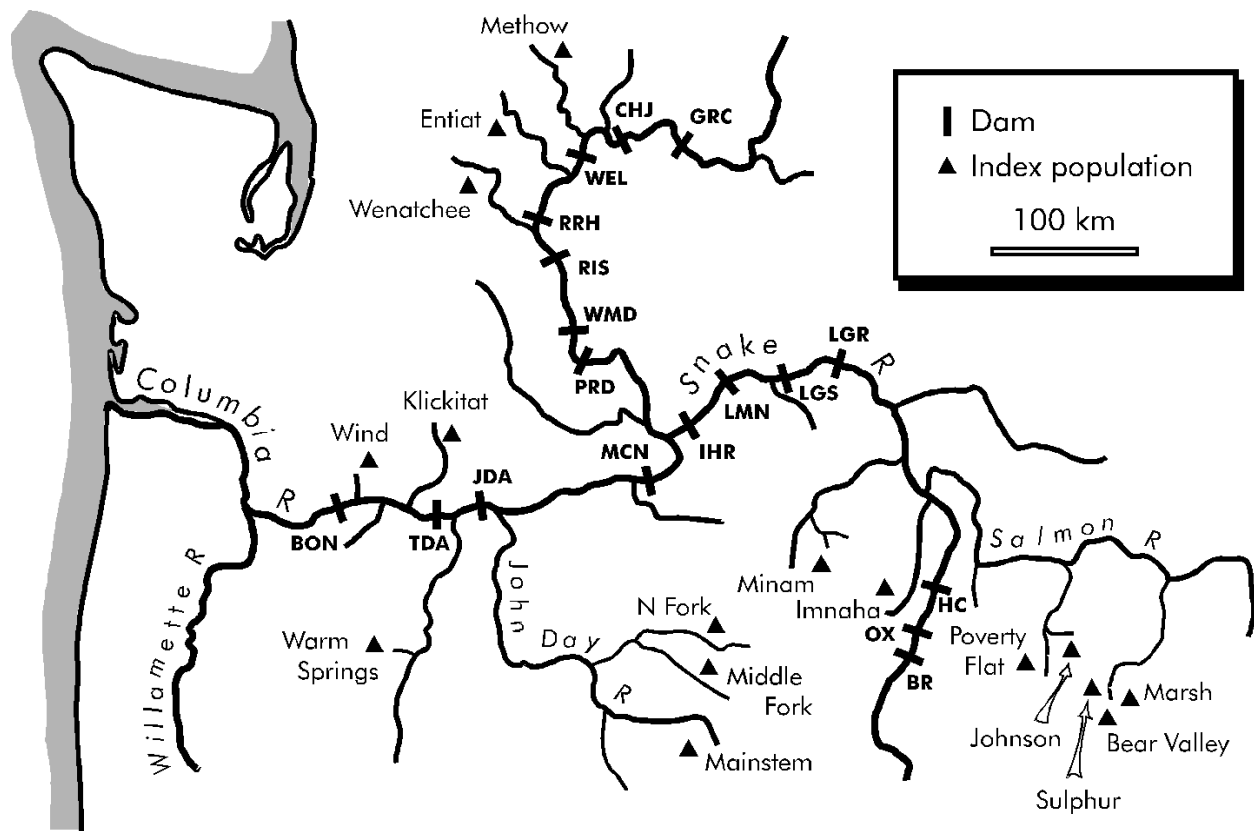 Methow
CHJ
GRC
Entiat
WEL
Wenatchee
RRH
RIS
WMD
PRD
Dam
Index population
100 km
Columbia R
Snake R
LGR
LGS
LMN
IHR
MCN
Klickitat
Wind
JDA
TDA
BON
Willamette R
John Day R
Warm
Springs
N Fork
Middle
Fork
Mainstem
Minam
Imnaha
HC
OX
BR
Salmon R
Poverty
Flat
Johnson
Marsh
Bear Valley
Sulphur